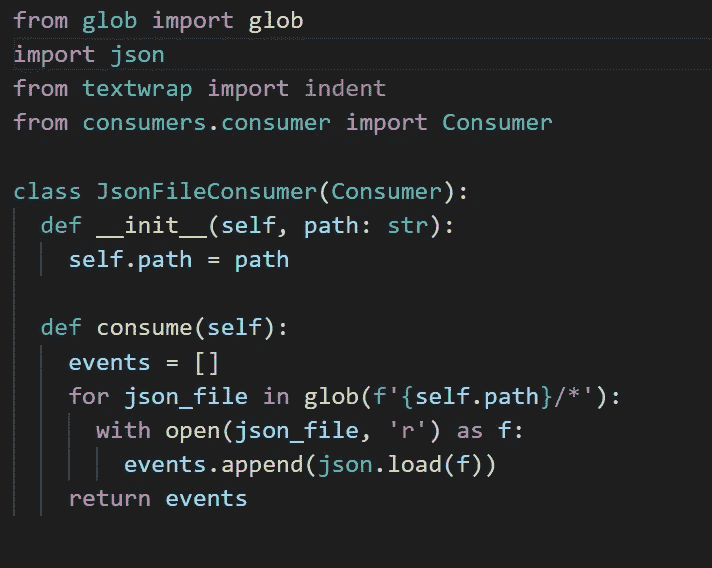 from glob import glob
import json
from textwrap import indent
from consumers.consumer import Consumer
class JsonFileConsumer(Consumer):
def __init__(self, path: str):
self.path = path
def consume(self):
events = []
for json_file in glob(f'{self.path}/*'):
with open(json_file, 'r') as f:
events.append(json.load(f))
return events